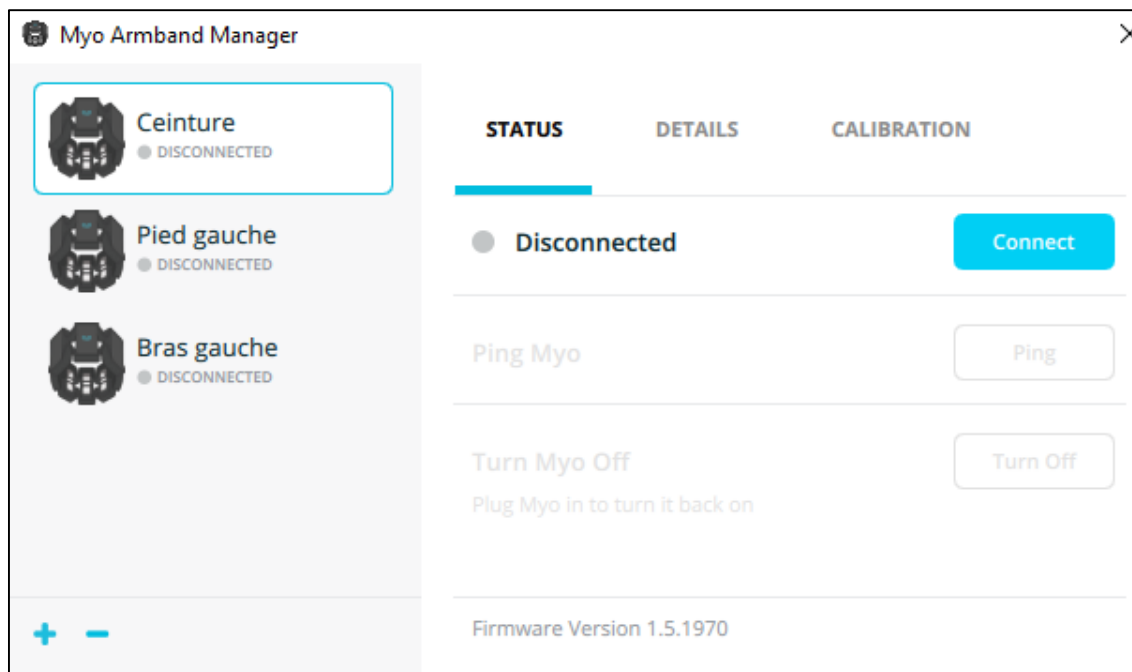 Myo Armband Manager
Ceinture
DISCONNECTED
Pied gauche
DISCONNECTED
Bras gauche
DISCONNECTED
STATUS DETAILS CALIBRATION
Disconnected Connect
Ping Myo Ping
Turn Myo Off Turn Off
Plug Myo in to turn it back on
Firmware Version 1.5.1970